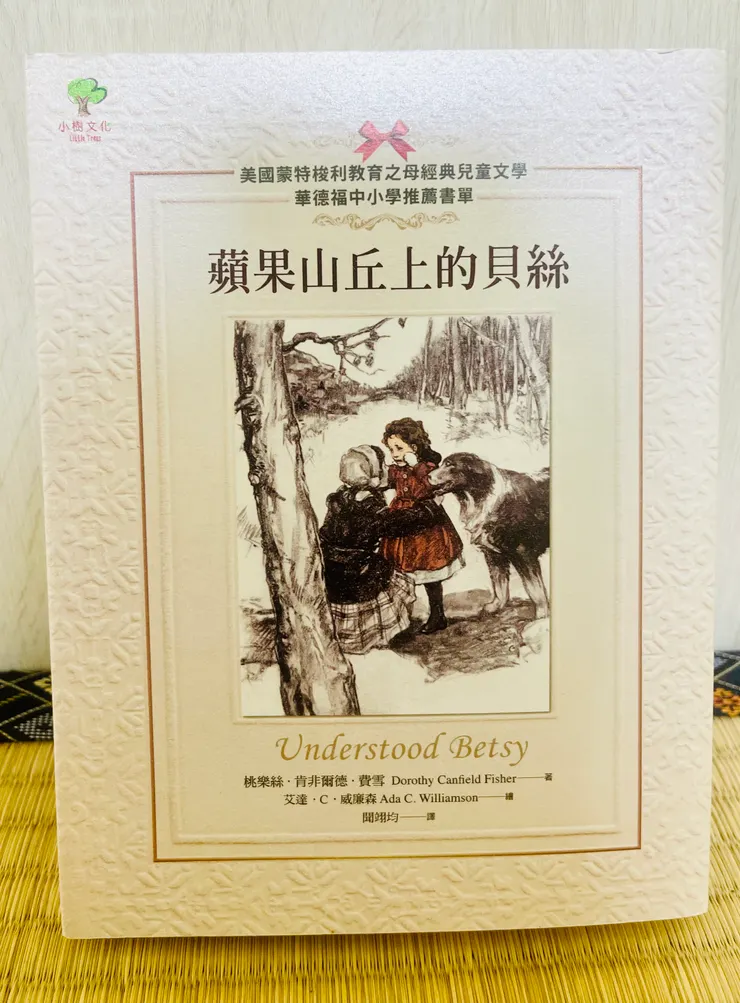 小樹文化
Little Trees
美國蒙特梭利教育之母經典兒童文學
華德福中小學推薦書單
蘋果山丘上的貝絲
Understood Betsy
桃樂絲・肯非爾德・費雪 Dorothy Canfield Fisher——著
艾達・C・威廉森 Ada C. Williamson——繪
聞翊均——譯